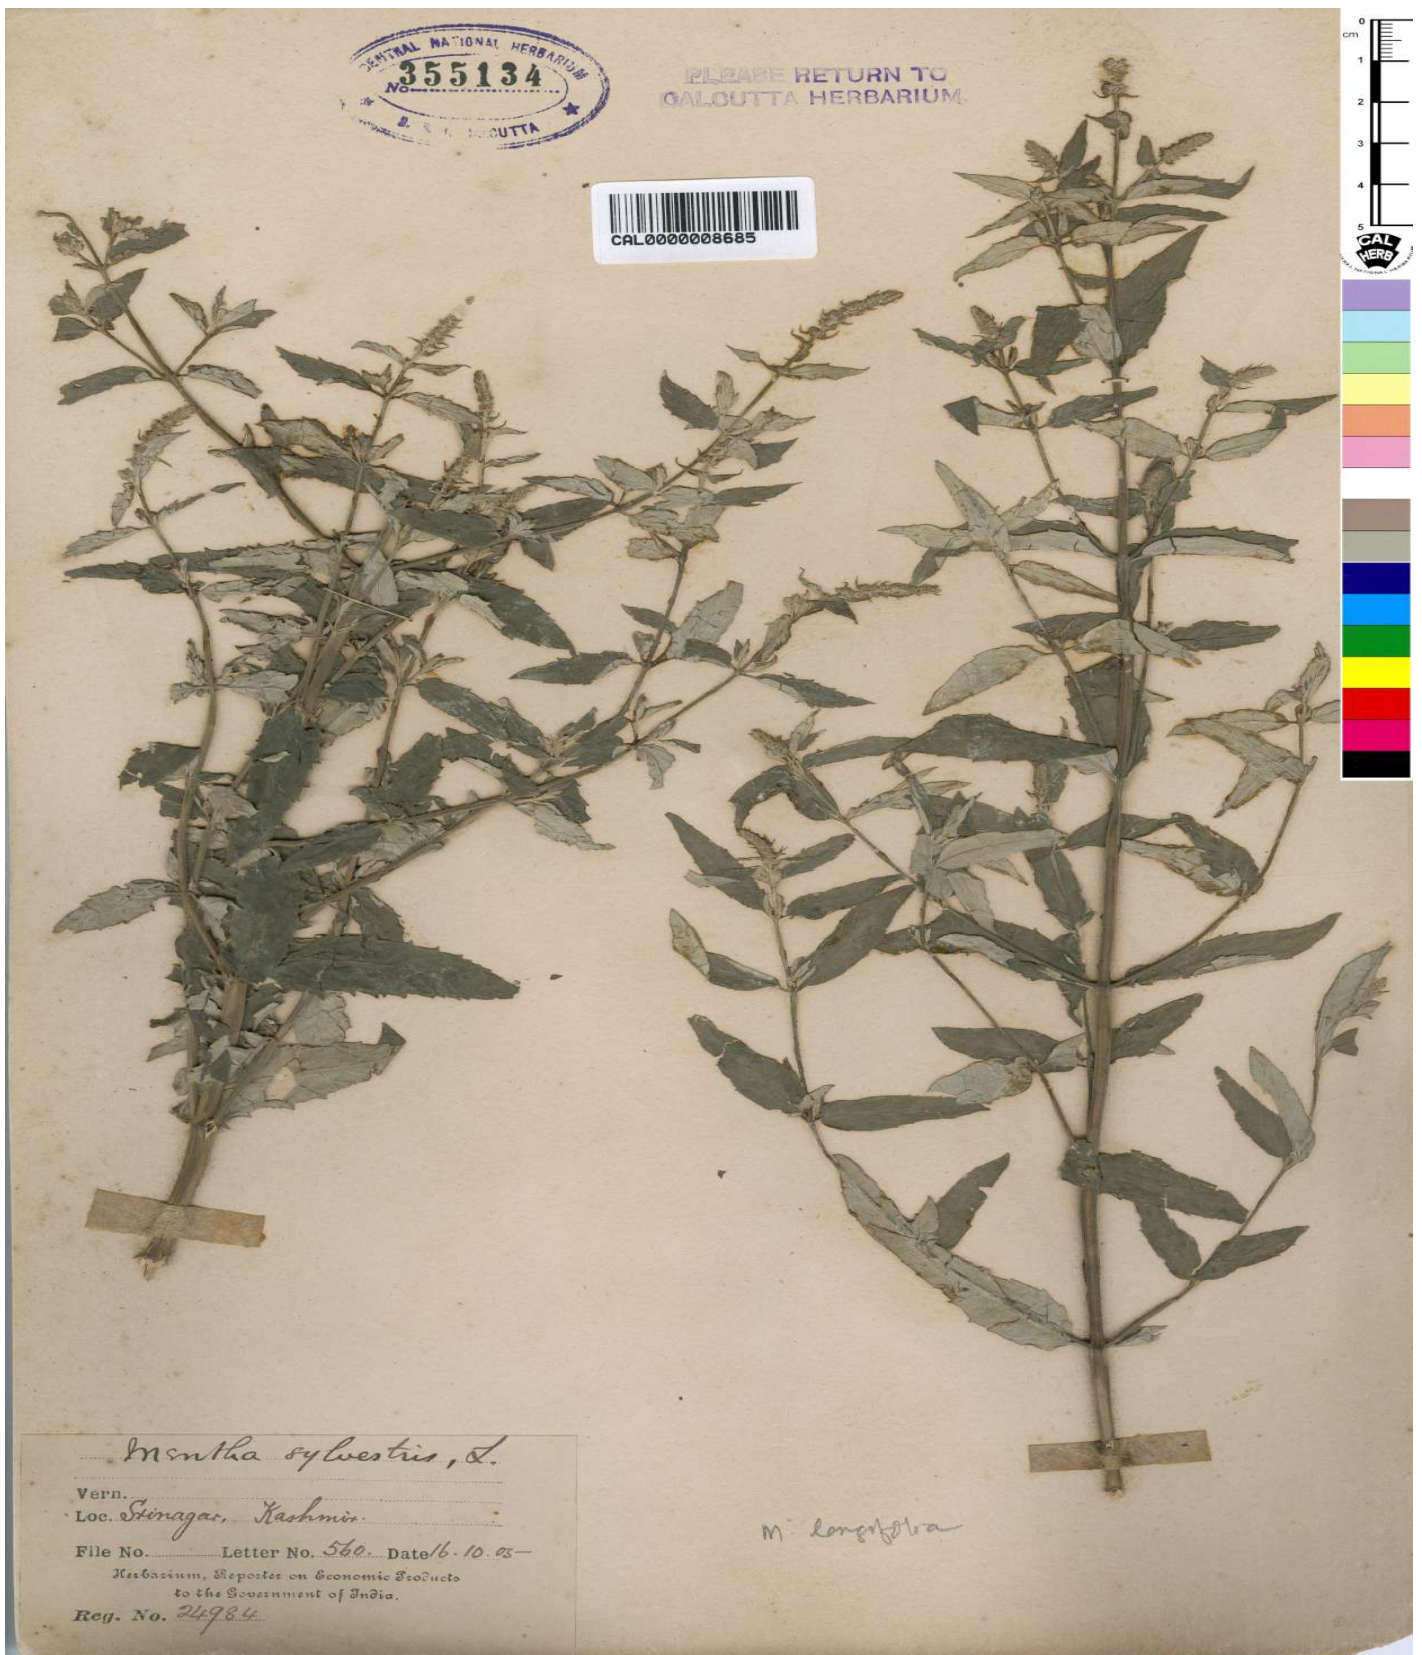 CENTRAL NATIONAL HERBARIUM
No 355134
CUTTA
PLEASE RETURN TO
CALCUTTA HERBARIUM
CAL0000008685
0
cm
1
2
3
4
5
CAL
HERB
Mentha sylvestris, L.
Vern.
Loc. Srinagar, Kashmir.
File No. Letter No. 560. Date 16.10.05
Herbarium, Reporter on Economic Products
to the Government of India.
Reg. No. 24984
M. longifolia